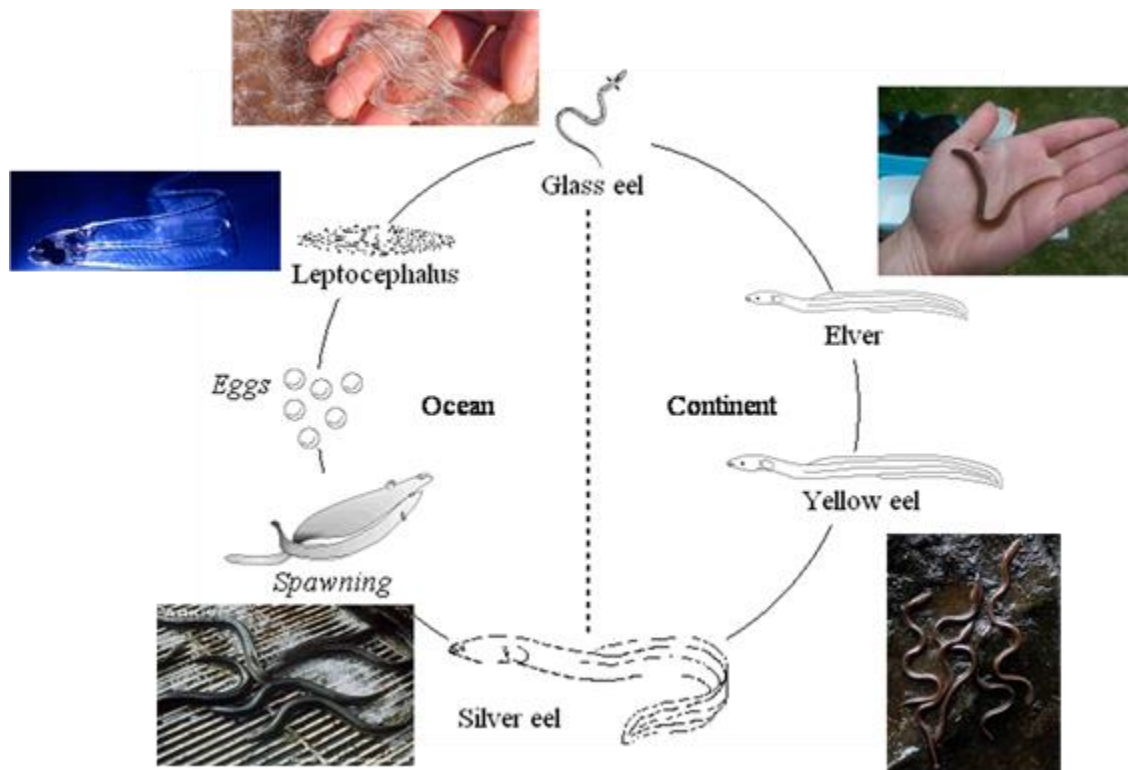 Glass eel
Leptocephalus
Elver
Eggs
Ocean
Continent
Yellow eel
Spawning
Silver eel